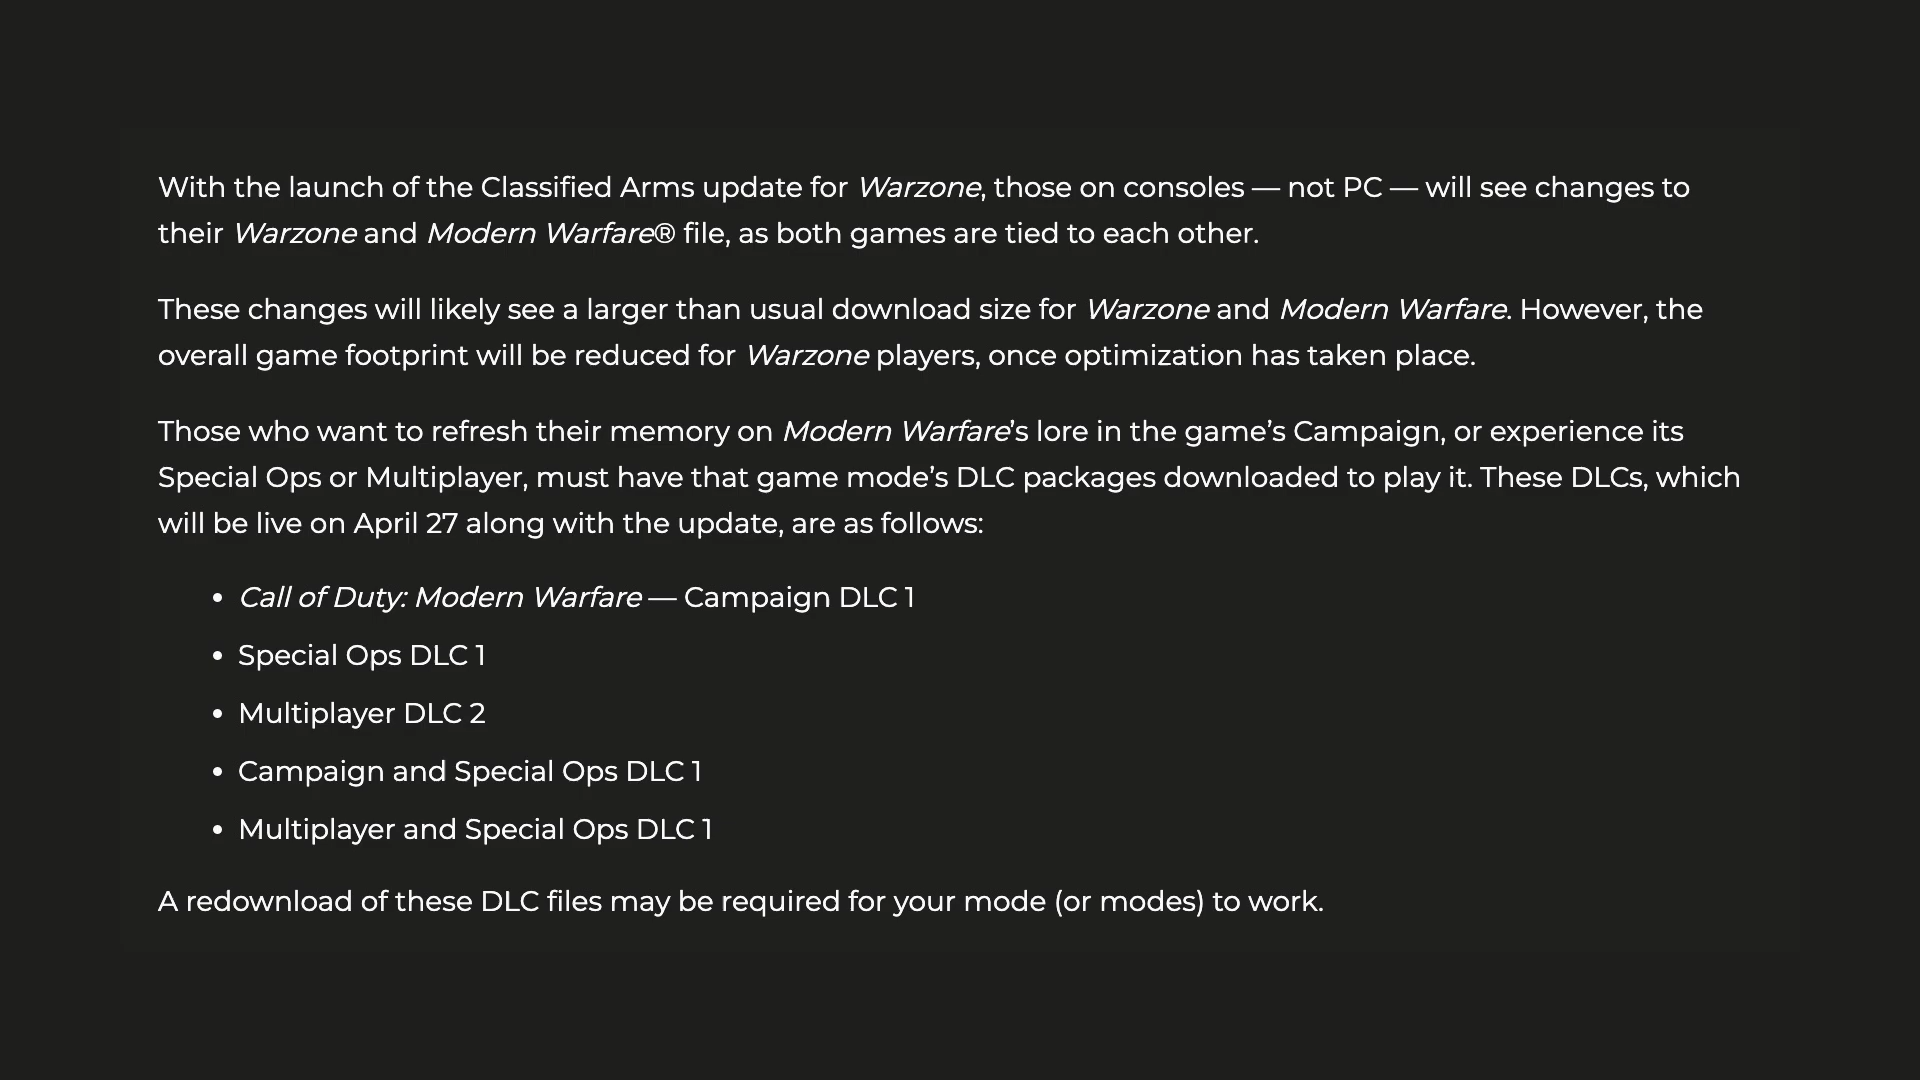 With the launch of the Classified Arms update for Warzone, those on consoles — not PC — will see changes to
their Warzone and Modern Warfare® file, as both games are tied to each other.
These changes will likely see a larger than usual download size for Warzone and Modern Warfare. However, the
overall game footprint will be reduced for Warzone players, once optimization has taken place.
Those who want to refresh their memory on Modern Warfare’s lore in the game’s Campaign, or experience its
Special Ops or Multiplayer, must have that game mode’s DLC packages downloaded to play it. These DLCs, which
will be live on April 27 along with the update, are as follows:
• Call of Duty: Modern Warfare — Campaign DLC 1
• Special Ops DLC 1
• Multiplayer DLC 2
• Campaign and Special Ops DLC 1
• Multiplayer and Special Ops DLC 1
A redownload of these DLC files may be required for your mode (or modes) to work.